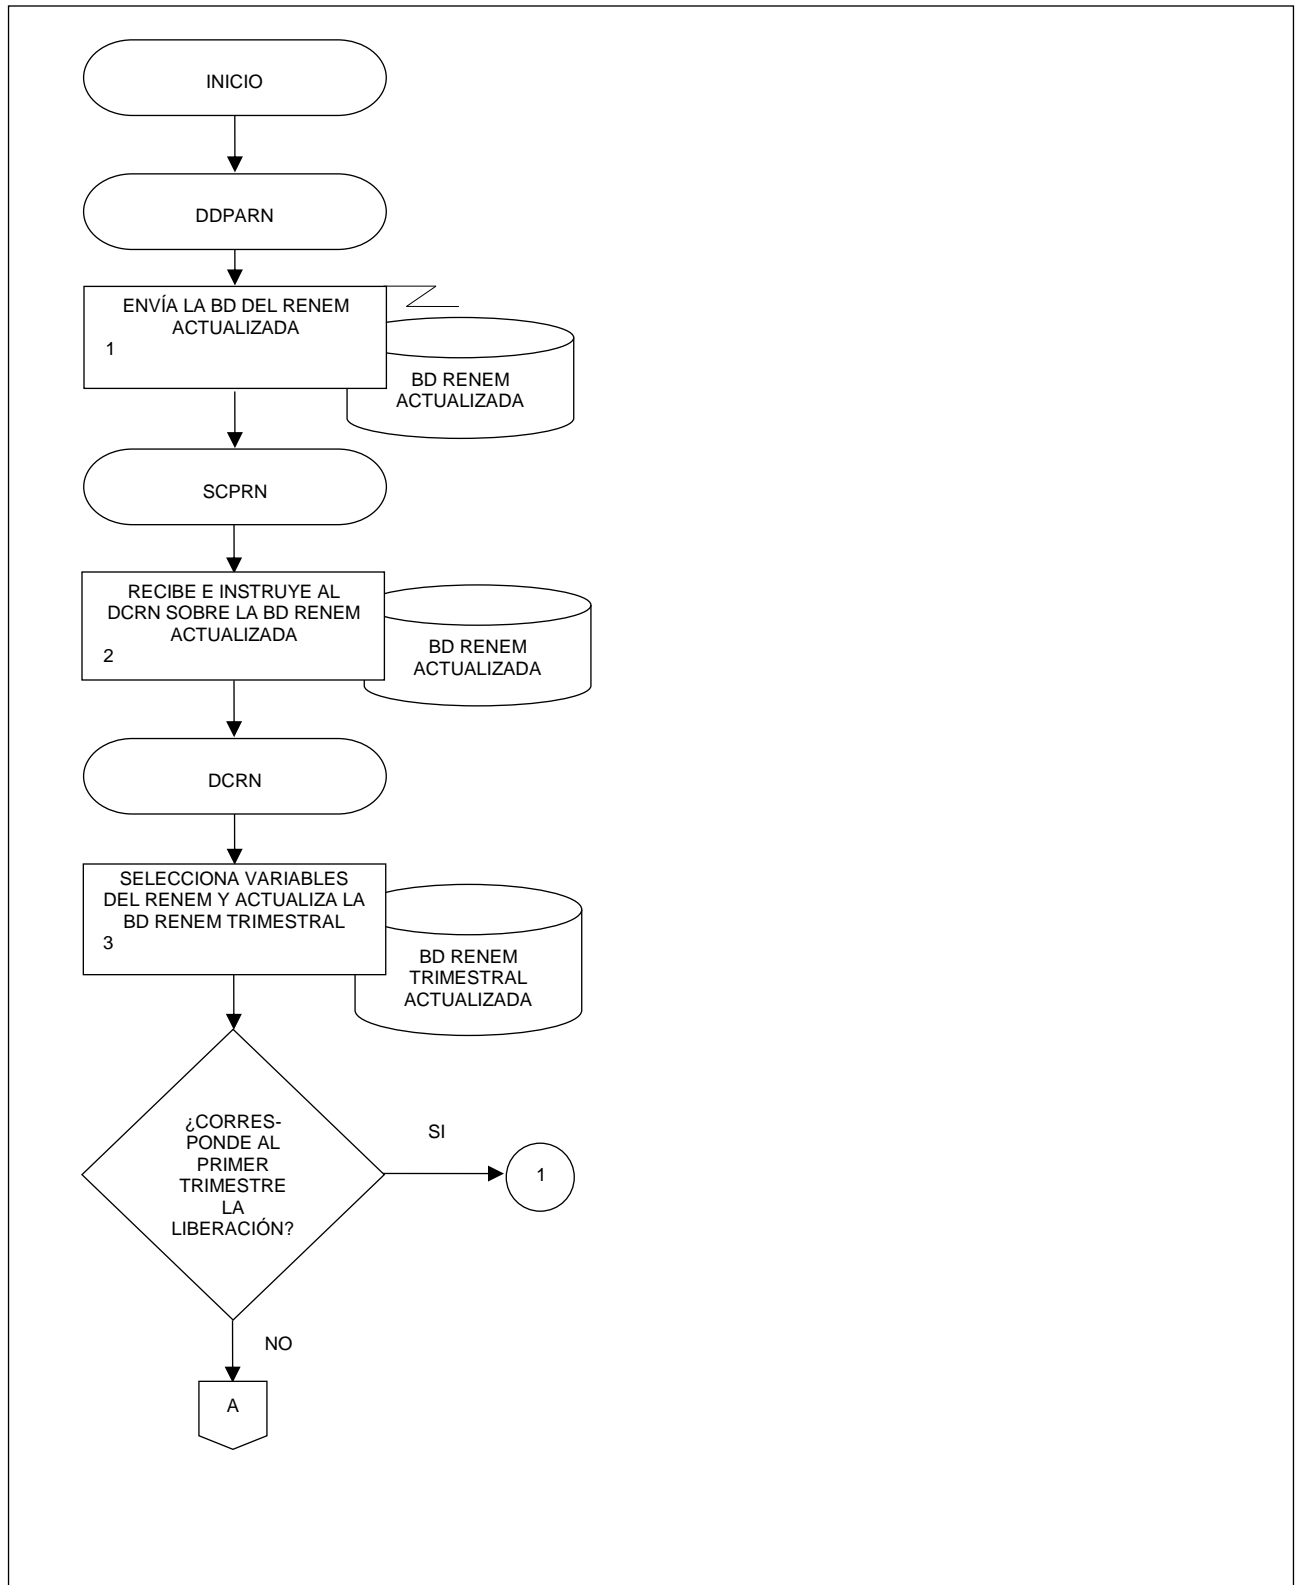 INICIO
DDPARN
ENVÍA LA BD DEL RENEM
ACTUALIZADA
1
BD RENEM
ACTUALIZADA
SCPRN
RECIBE E INSTRUYE AL
DCRN SOBRE LA BD RENEM
ACTUALIZADA
2
BD RENEM
ACTUALIZADA
DCRN
SELECCIONA VARIABLES
DEL RENEM Y ACTUALIZA LA
BD RENEM TRIMESTRAL
3
BD RENEM
TRIMESTRAL
ACTUALIZADA
¿CORRES-
PONDE AL
PRIMER
TRIMESTRE
LA
LIBERACIÓN?
SI
1
NO
A